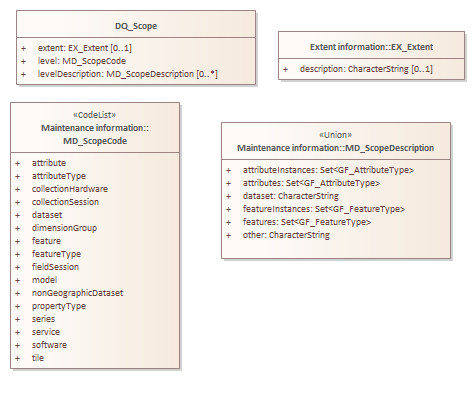 DQ_Scope
+ extent: EX_Extent [0..1]
+ level: MD_ScopeCode
+ levelDescription: MD_ScopeDescription [0..*]
Extent information::EX_Extent
+ description: CharacterString [0..1]
«CodeList»
Maintenance information::
MD_ScopeCode
+ attribute
+ attributeType
+ collectionHardware
+ collectionSession
+ dataset
+ dimensionGroup
+ feature
+ featureType
+ fieldSession
+ model
+ nonGeographicDataset
+ propertyType
+ series
+ service
+ software
+ tile
«Union»
Maintenance information::MD_ScopeDescription
+ attributeInstances: Set<GF_AttributeType>
+ attributes: Set<GF_AttributeType>
+ dataset: CharacterString
+ featureInstances: Set<GF_FeatureType>
+ features: Set<GF_FeatureType>
+ other: CharacterString